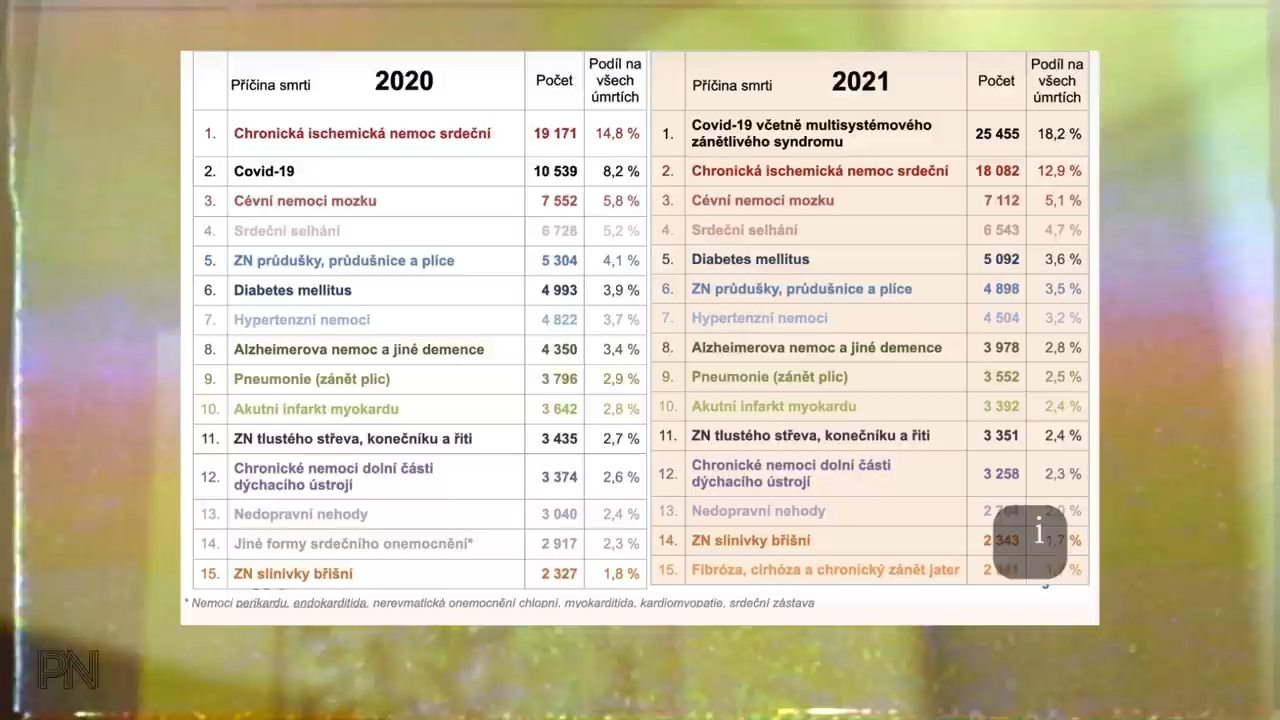 Příčina smrti 2020 Počet Podíl na všech úmrtích
1. Chronická ischemická nemoc srdeční 19 171 14,8 %
2. Covid-19 10 539 8,2 %
3. Cévní nemoci mozku 7 552 5,8 %
4. Srdeční selhání 6 728 5,2 %
5. ZN průdušky, průdušnice a plíce 5 304 4,1 %
6. Diabetes mellitus 4 993 3,9 %
7. Hypertenzní nemoci 4 822 3,7 %
8. Alzheimerova nemoc a jiné demence 4 350 3,4 %
9. Pneumonie (zánět plic) 3 796 2,9 %
10. Akutní infarkt myokardu 3 642 2,8 %
11. ZN tlustého střeva, konečníku a řiti 3 435 2,7 %
12. Chronické nemoci dolní části dýchacího ústrojí 3 374 2,6 %
13. Nedopravní nehody 3 040 2,4 %
14. Jiné formy srdečního onemocnění* 2 917 2,3 %
15. ZN slinivky břišní 2 327 1,8 %
Příčina smrti 2021 Počet Podíl na všech úmrtích
1. Covid-19 včetně multisystémového zánětlivého syndromu 25 455 18,2 %
2. Chronická ischemická nemoc srdeční 18 082 12,9 %
3. Cévní nemoci mozku 7 112 5,1 %
4. Srdeční selhání 6 543 4,7 %
5. Diabetes mellitus 5 092 3,6 %
6. ZN průdušky, průdušnice a plíce 4 898 3,5 %
7. Hypertenzní nemoci 4 504 3,2 %
8. Alzheimerova nemoc a jiné demence 3 978 2,8 %
9. Pneumonie (zánět plic) 3 552 2,5 %
10. Akutní infarkt myokardu 3 392 2,4 %
11. ZN tlustého střeva, konečníku a řiti 3 351 2,4 %
12. Chronické nemoci dolní části dýchacího ústrojí 3 258 2,3 %
13. Nedopravní nehody
14. ZN slinivky břišní 2 343 1,7 %
15. Fibróza, cirhóza a chronický zánět jater
* Nemoci perikardu, endokarditida, nerevmatická onemocnění chlopní, myokarditida, kardiomyopatie, srdeční zástava
i
PN